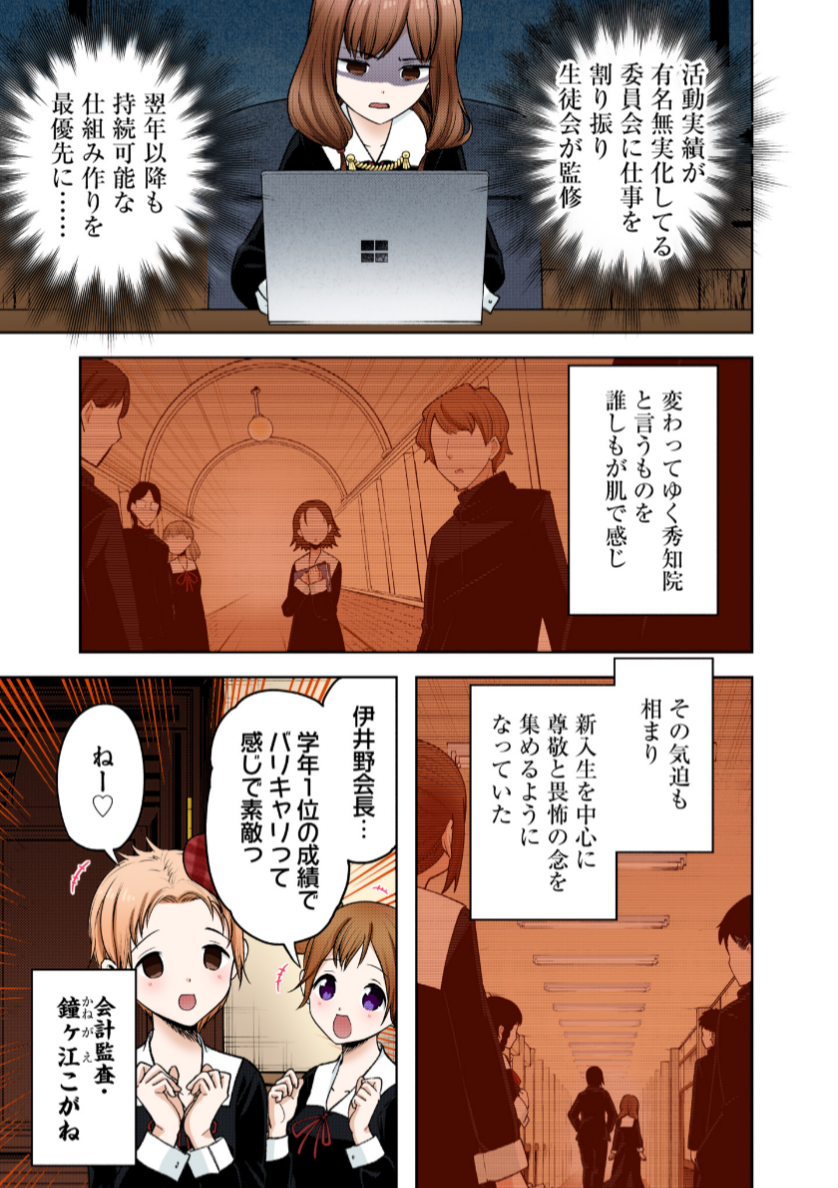 活動実績が
有名無実化してる
委員会に仕事を
割り振り
生徒会が監修
翌年以降も
持続可能な
仕組み作りを
最優先に……
変わってゆく秀知院
と言うものを
誰しもが肌で感じ
その気迫も
相まり
新入生を中心に
尊敬と畏怖の念を
集めるように
なっていた
伊井野会長…
学年1位の成績で
バリキャリって
感じで素敵っ
ねー♡
会計監査・
鐘ヶ江こがね
かねがえ